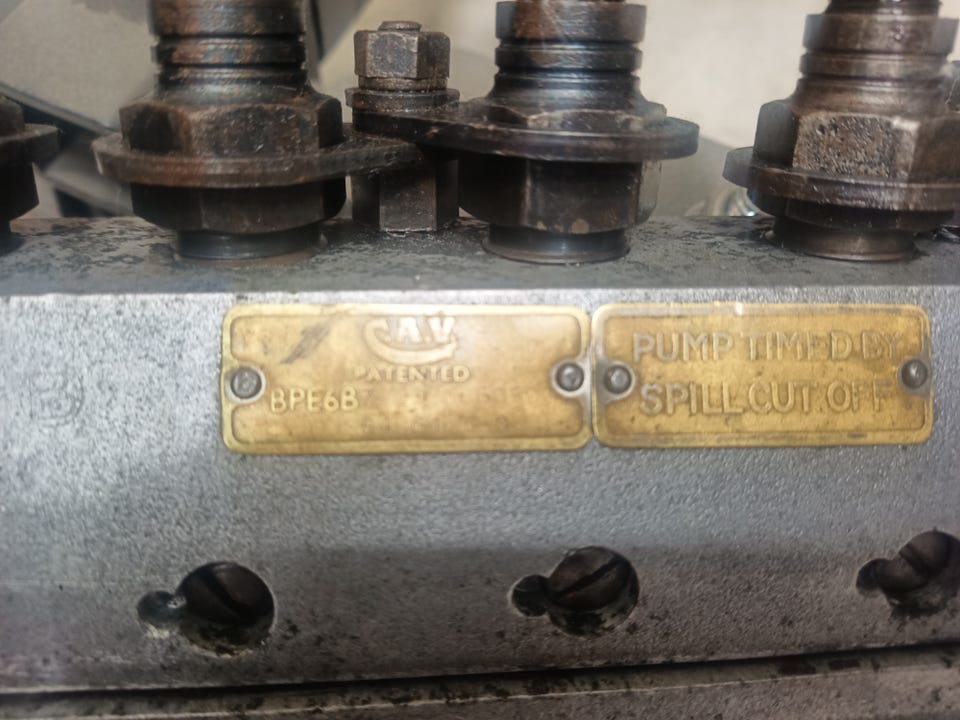 C.A.V
PATENTED
BPE6B
PUMP TIMED BY
SPILL CUT OFF